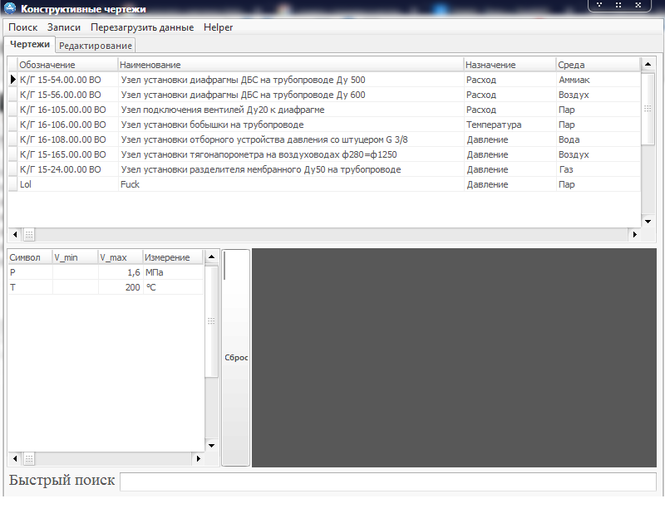 Конструктивные чертежи
Поиск Записи Перезагрузить данные Helper
Чертежи Редактирование
Обозначение Наименование Назначение Среда
К/Г 15-54.00.00 ВО Узел установки диафрагмы ДБС на трубопроводе Ду 500 Расход Аммиак
К/Г 15-56.00.00 ВО Узел установки диафрагмы ДБС на трубопроводе Ду 600 Расход Воздух
К/Г 16-105.00.00 ВО Узел подключения вентилей Ду20 к диафрагме Расход Пар
К/Г 16-106.00.00 ВО Узел установки бобышки на трубопроводе Температура Пар
К/Г 16-108.00.00 ВО Узел установки отборного устройства давления со штуцером G 3/8 Давление Вода
К/Г 15-165.00.00 ВО Узел установки тягонапорометра на воздуховодах ф280=ф1250 Давление Воздух
К/Г 15-24.00.00 ВО Узел установки разделителя мембранного Ду50 на трубопроводе Давление Газ
Lol Fuck Давление Пар
Символ V_min V_max Измерение
P 1,6 МПа
T 200 °C
Сброс
Быстрый поиск